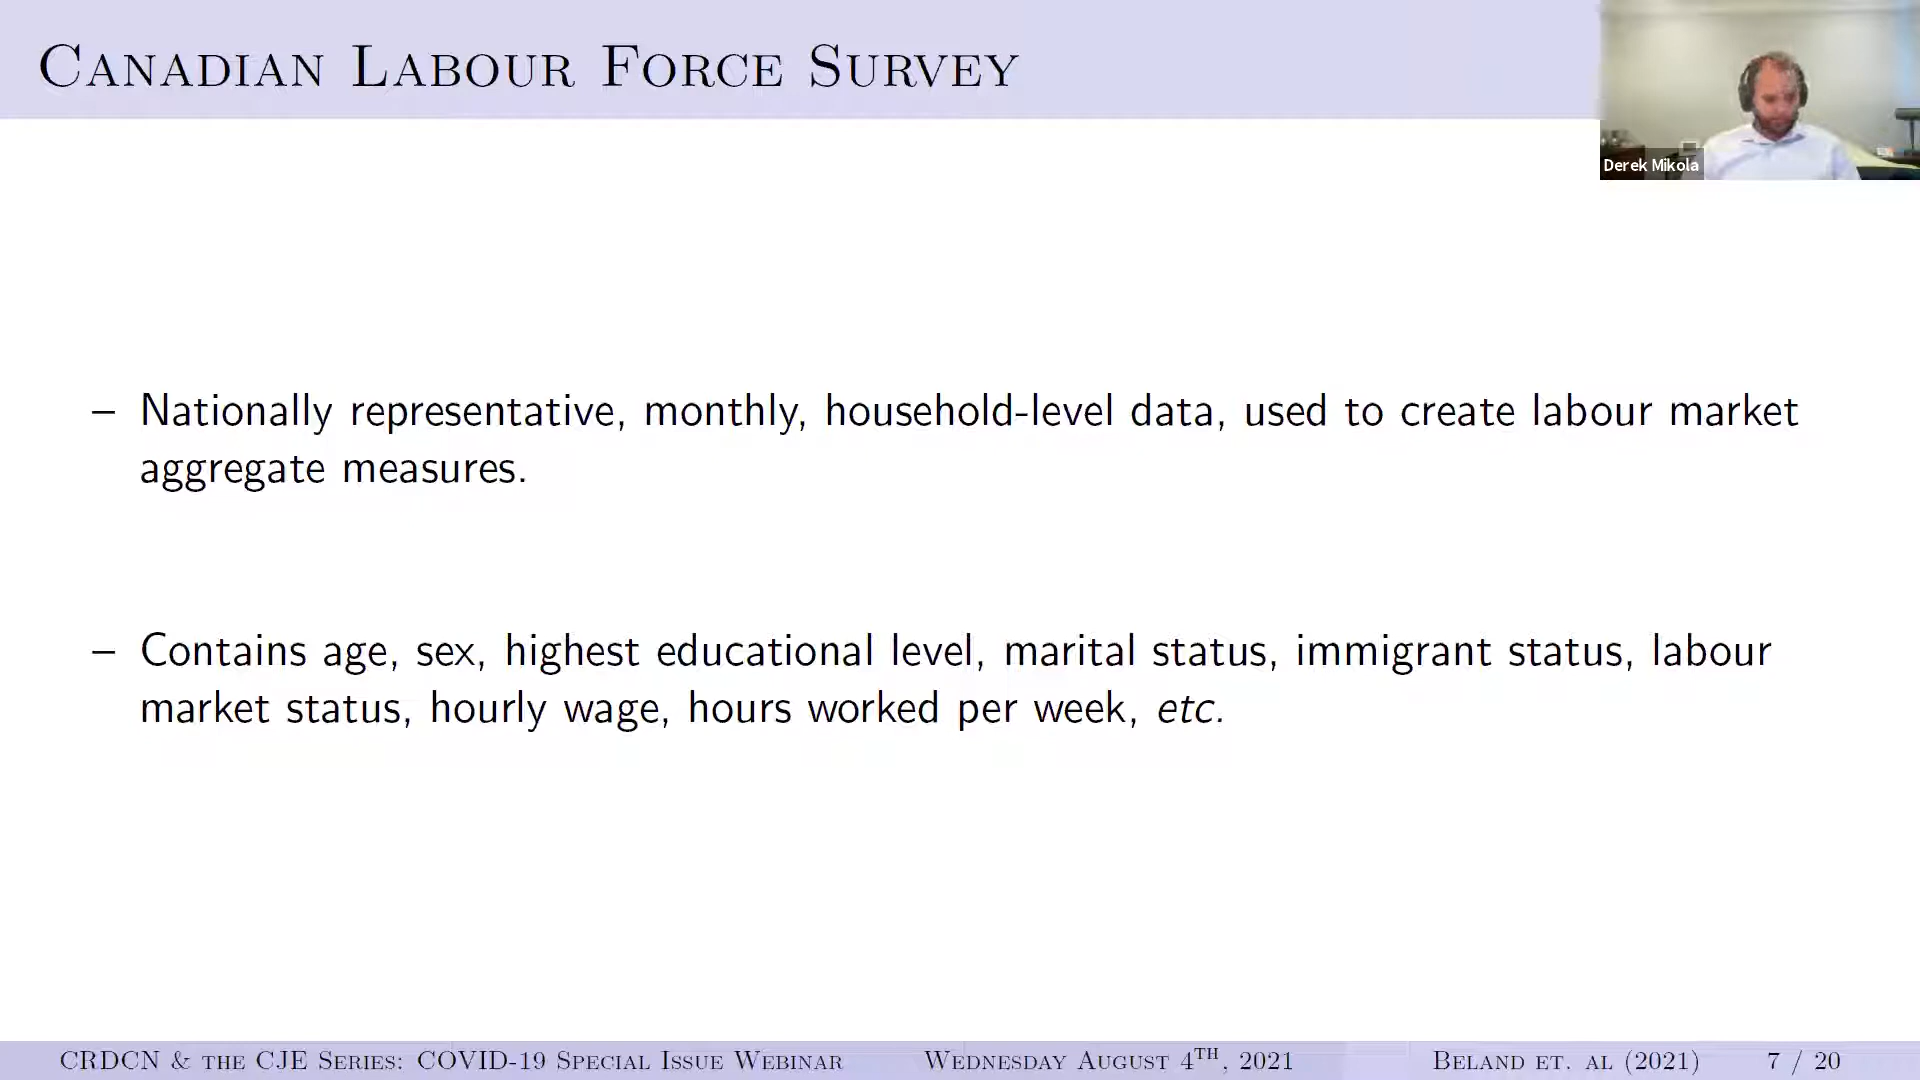 CANADIAN LABOUR FORCE SURVEY
Derek Mikola
– Nationally representative, monthly, household-level data, used to create labour market
aggregate measures.
– Contains age, sex, highest educational level, marital status, immigrant status, labour
market status, hourly wage, hours worked per week, etc.
CRDCN & THE CJE SERIES: COVID-19 SPECIAL ISSUE WEBINAR WEDNESDAY AUGUST 4TH, 2021 BELAND ET. AL (2021) 7 / 20